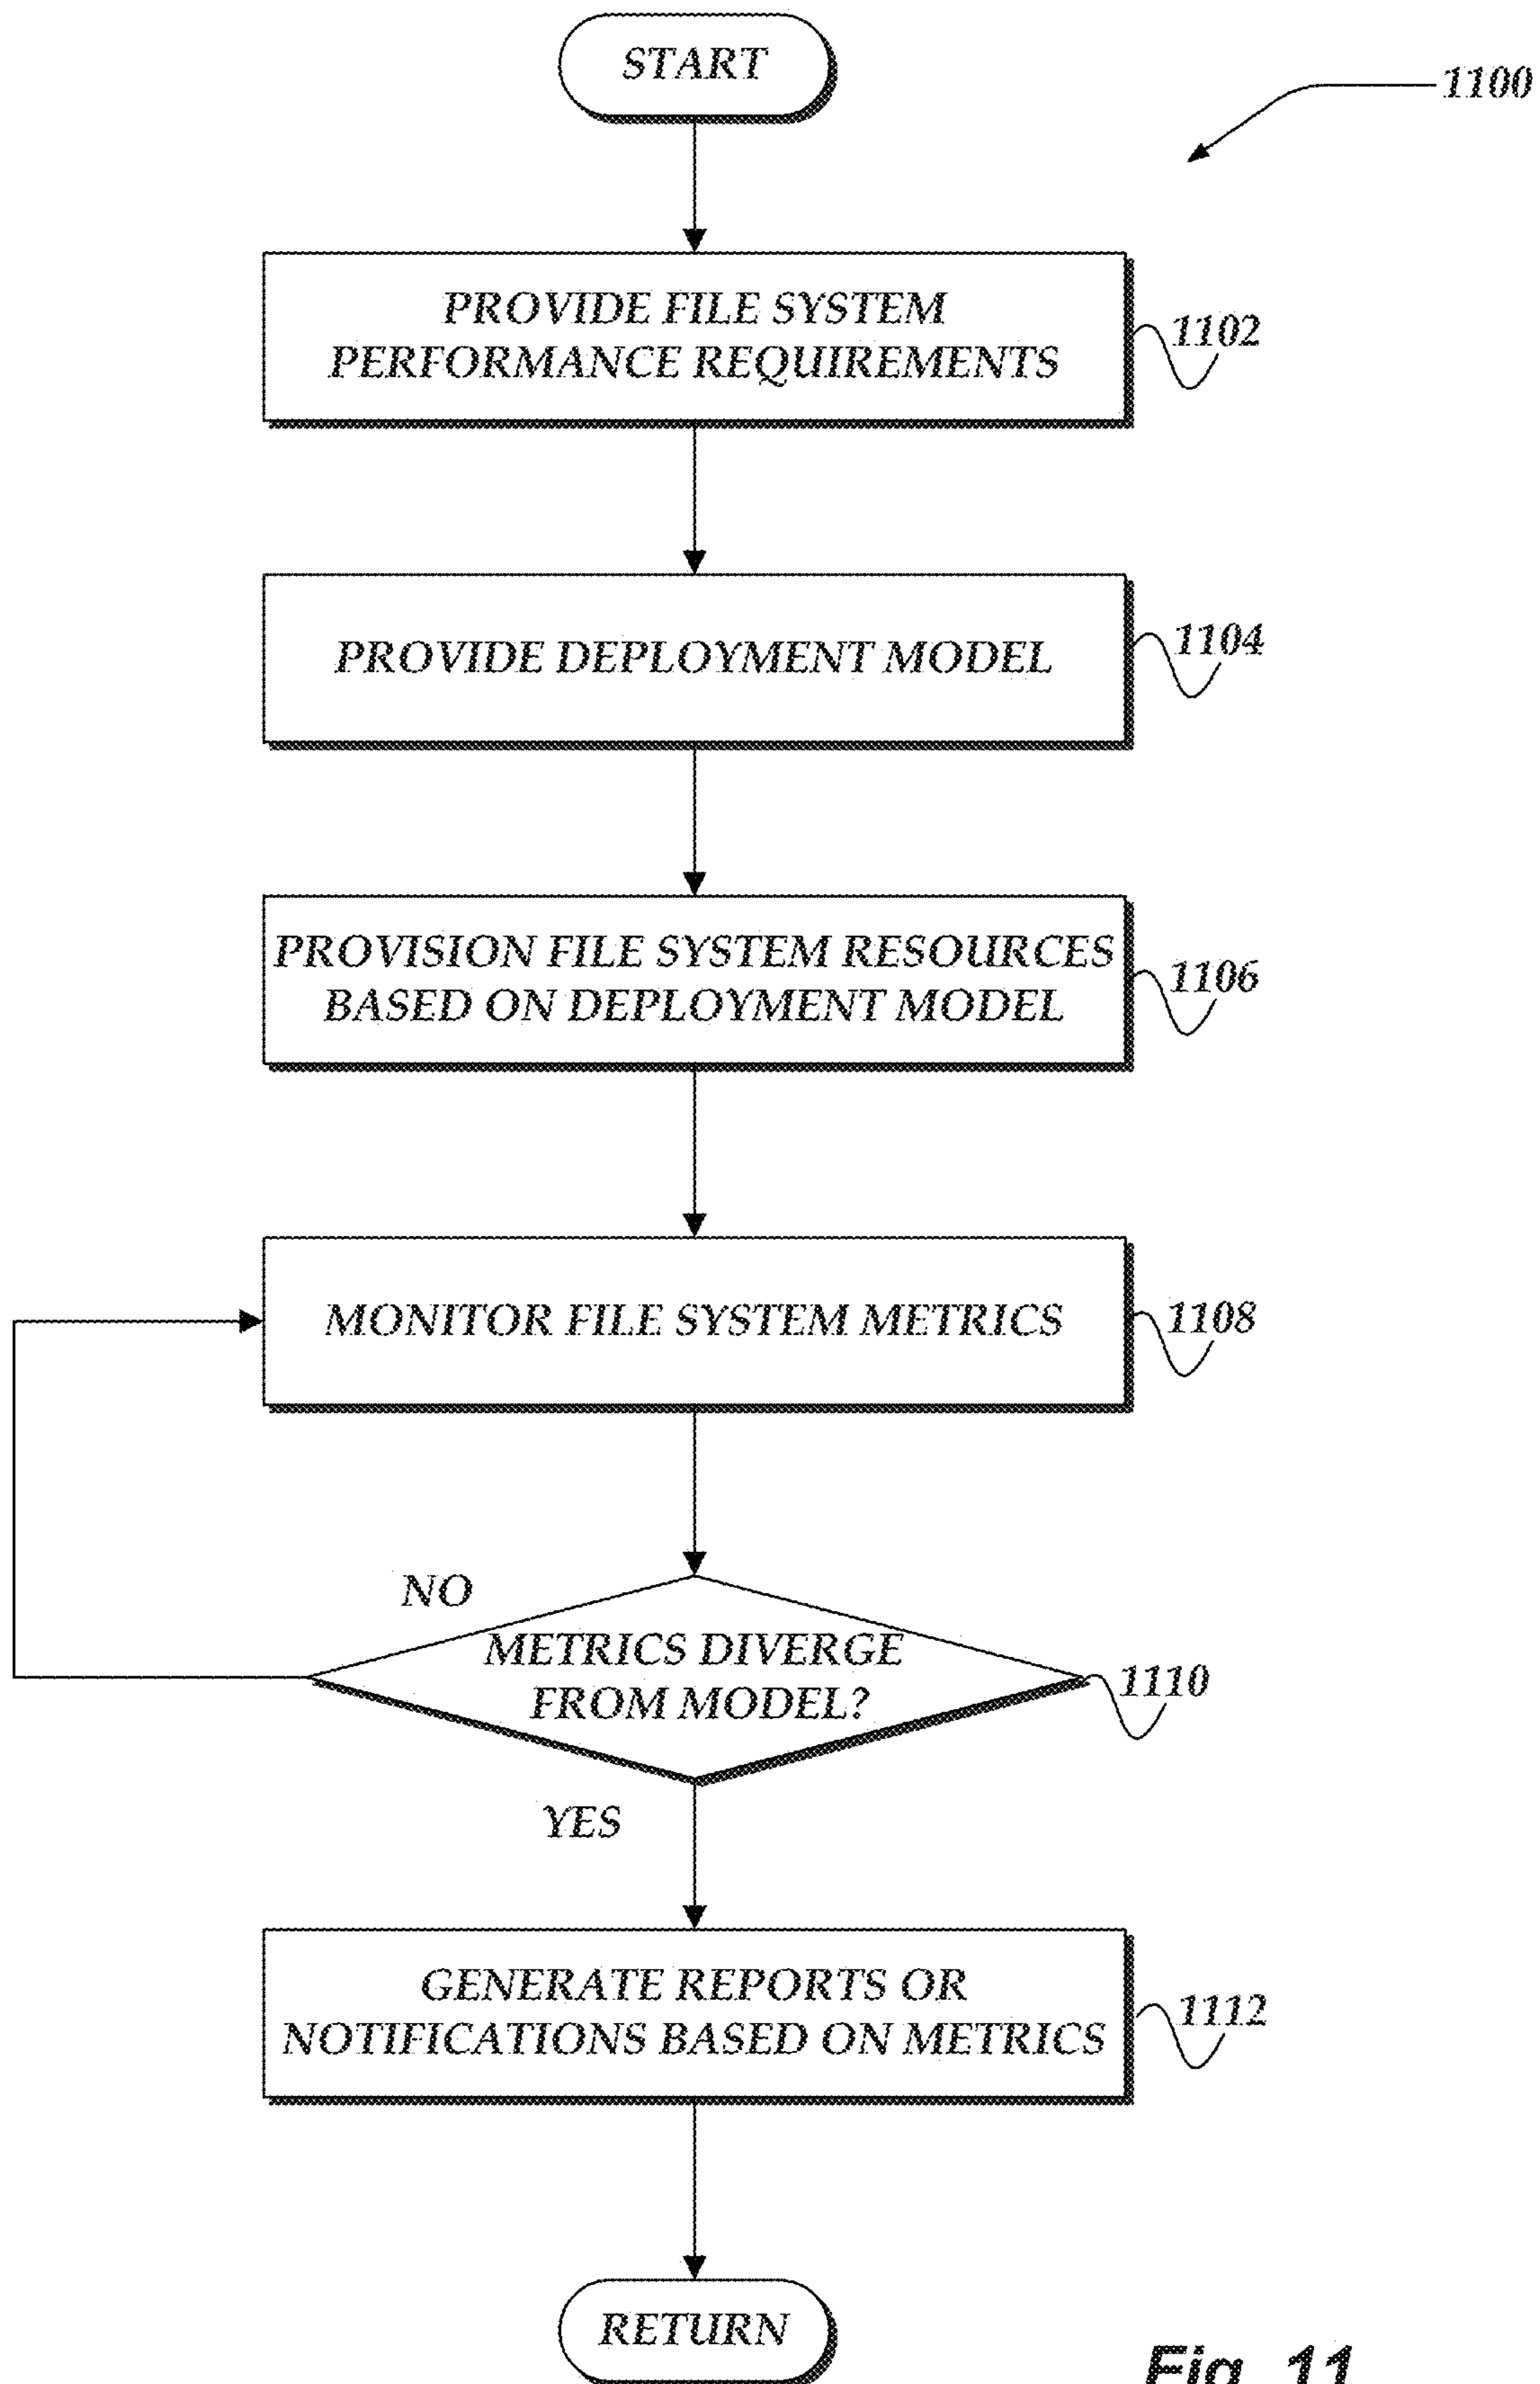 START
1100
PROVIDE FILE SYSTEM
PERFORMANCE REQUIREMENTS
1102
PROVIDE DEPLOYMENT MODEL
1104
PROVISION FILE SYSTEM RESOURCES
BASED ON DEPLOYMENT MODEL
1106
MONITOR FILE SYSTEM METRICS
1108
NO
METRICS DIVERGE
FROM MODEL?
1110
YES
GENERATE REPORTS OR
NOTIFICATIONS BASED ON METRICS
1112
RETURN
Fig. 11